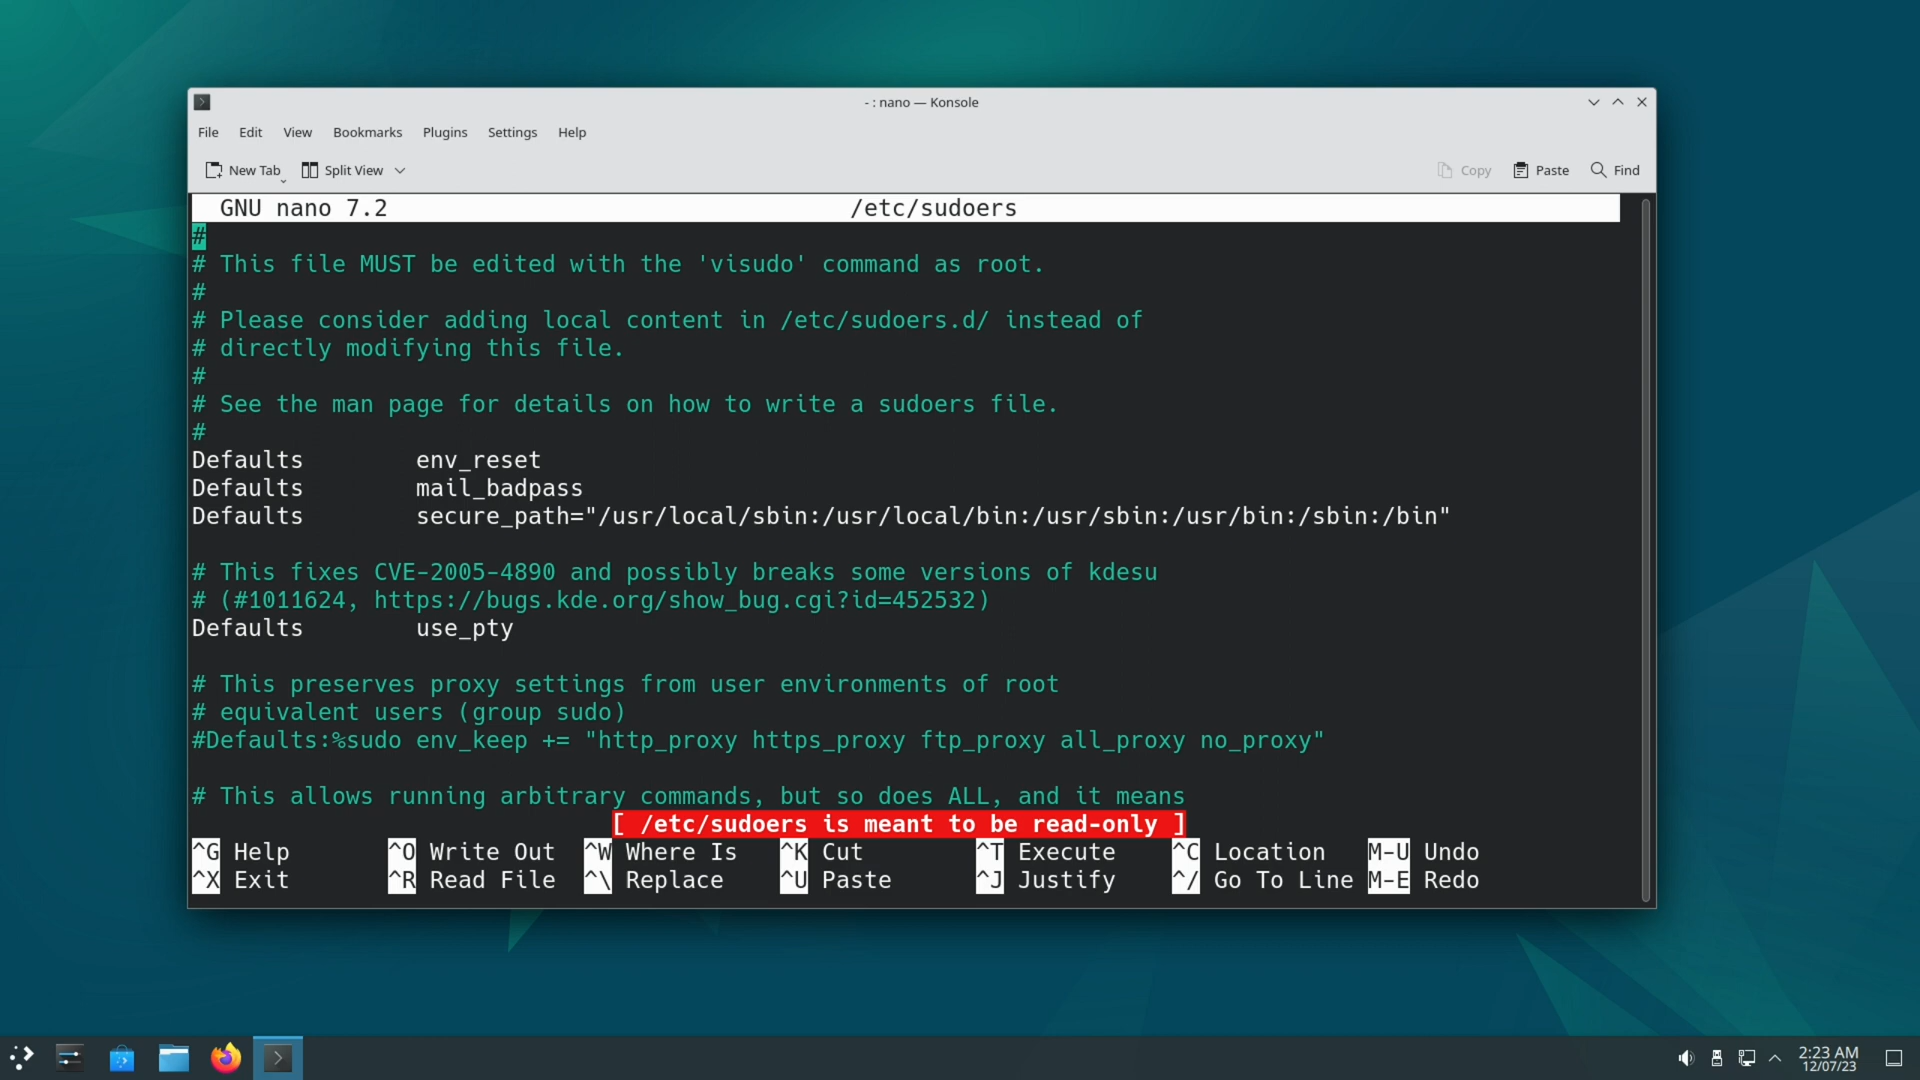 - : nano — Konsole
File Edit View Bookmarks Plugins Settings Help
New Tab Split View Copy Paste Find
GNU nano 7.2 /etc/sudoers
#
# This file MUST be edited with the 'visudo' command as root.
#
# Please consider adding local content in /etc/sudoers.d/ instead of
# directly modifying this file.
#
# See the man page for details on how to write a sudoers file.
#
Defaults env_reset
Defaults mail_badpass
Defaults secure_path="/usr/local/sbin:/usr/local/bin:/usr/sbin:/usr/bin:/sbin:/bin"
# This fixes CVE-2005-4890 and possibly breaks some versions of kdesu
# (#1011624, https://bugs.kde.org/show_bug.cgi?id=452532)
Defaults use_pty
# This preserves proxy settings from user environments of root
# equivalent users (group sudo)
#Defaults:%sudo env_keep += "http_proxy https_proxy ftp_proxy all_proxy no_proxy"
# This allows running arbitrary commands, but so does ALL, and it means
[ /etc/sudoers is meant to be read-only ]
^G Help ^O Write Out ^W Where Is ^K Cut ^T Execute ^C Location M-U Undo
^X Exit ^R Read File ^\ Replace ^U Paste ^J Justify ^/ Go To Line M-E Redo
2:23 AM
12/07/23